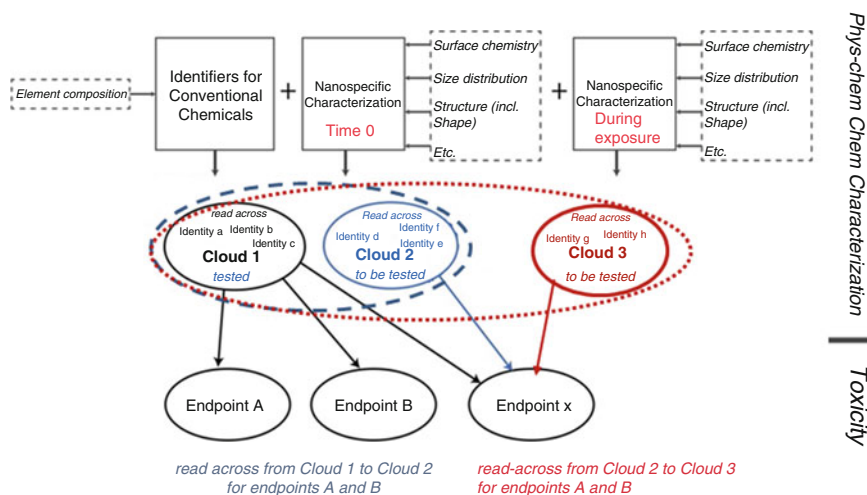 Element composition
Identifiers for
Conventional
Chemicals
+
Nanospecific
Characterization
Time 0
Surface chemistry
Size distribution
Structure (incl.
Shape)
Etc.
+
Nanospecific
Characterization
During
exposure
Surface chemistry
Size distribution
Structure (incl.
Shape)
Etc.
Phys-chem Chem Characterization
read across
Identity a
Identity b
Identity c
Cloud 1
tested
Read across
Identity f
Identity d
Identity e
Cloud 2
to be tested
Read across
Identity g
Identity h
Cloud 3
to be tested
Endpoint A
Endpoint B
Endpoint x
Toxicity
read across from Cloud 1 to Cloud 2
for endpoints A and B
read-across from Cloud 2 to Cloud 3
for endpoints A and B